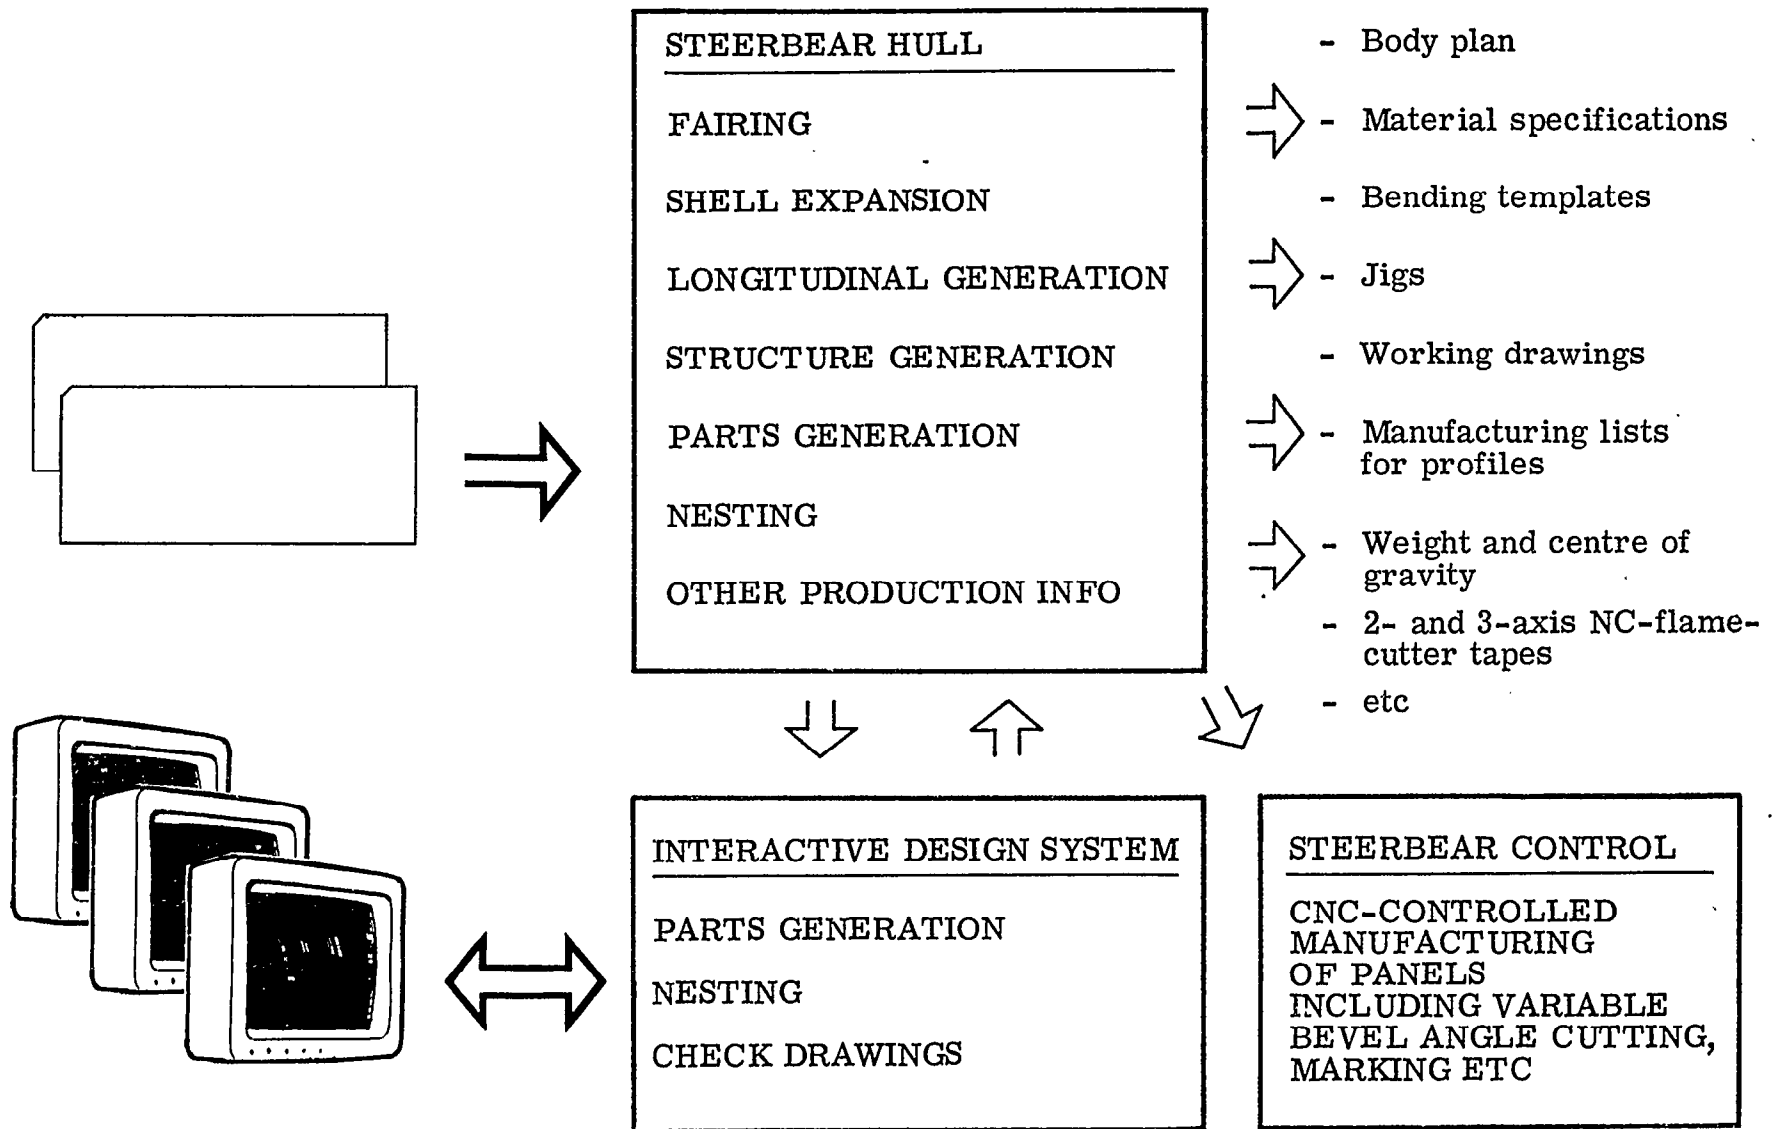 STEERBEAR HULL
FAIRING
SHELL EXPANSION
LONGITUDINAL GENERATION
STRUCTURE GENERATION
PARTS GENERATION
NESTING
OTHER PRODUCTION INFO
- Body plan
- Material specifications
- Bending templates
- Jigs
- Working drawings
- Manufacturing lists
for profiles
- Weight and centre of
gravity
- 2- and 3-axis NC-flame-
cutter tapes
- etc
INTERACTIVE DESIGN SYSTEM
PARTS GENERATION
NESTING
CHECK DRAWINGS
STEERBEAR CONTROL
CNC-CONTROLLED
MANUFACTURING
OF PANELS
INCLUDING VARIABLE
BEVEL ANGLE CUTTING,
MARKING ETC